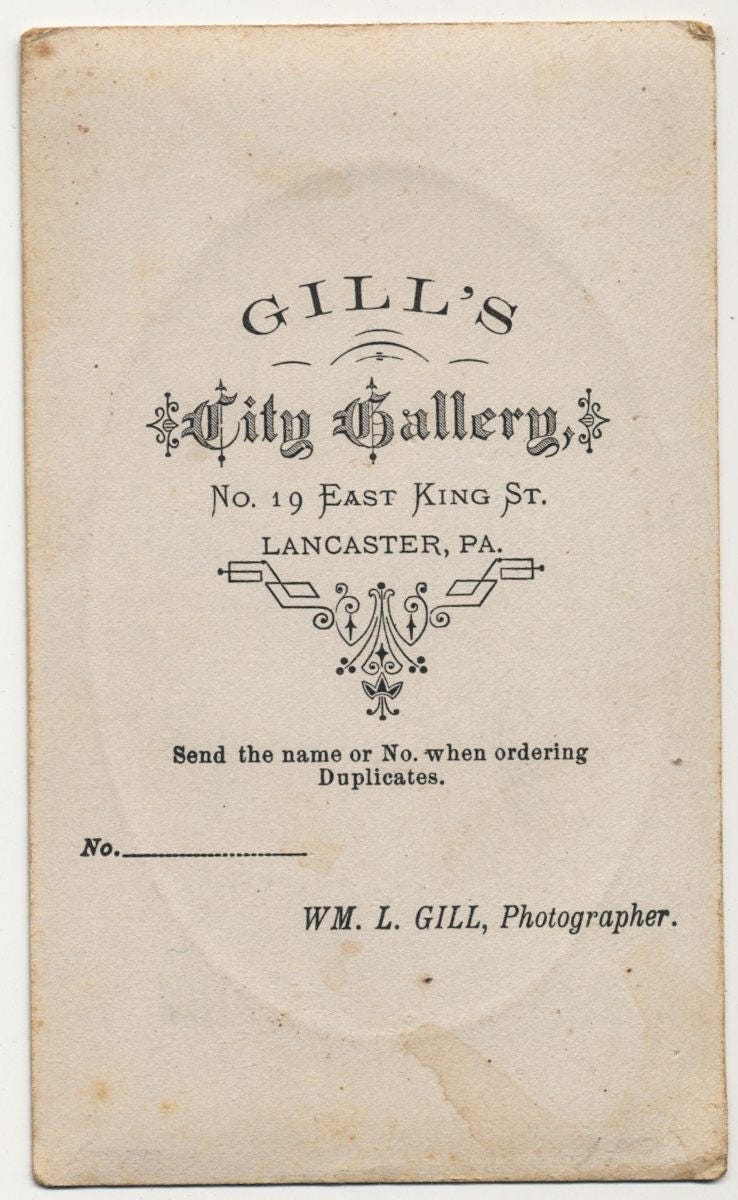 GILL'S
City Gallery,
No. 19 East King St.
LANCASTER, PA.
Send the name or No. when ordering
Duplicates.
No.
WM. L. GILL, Photographer.